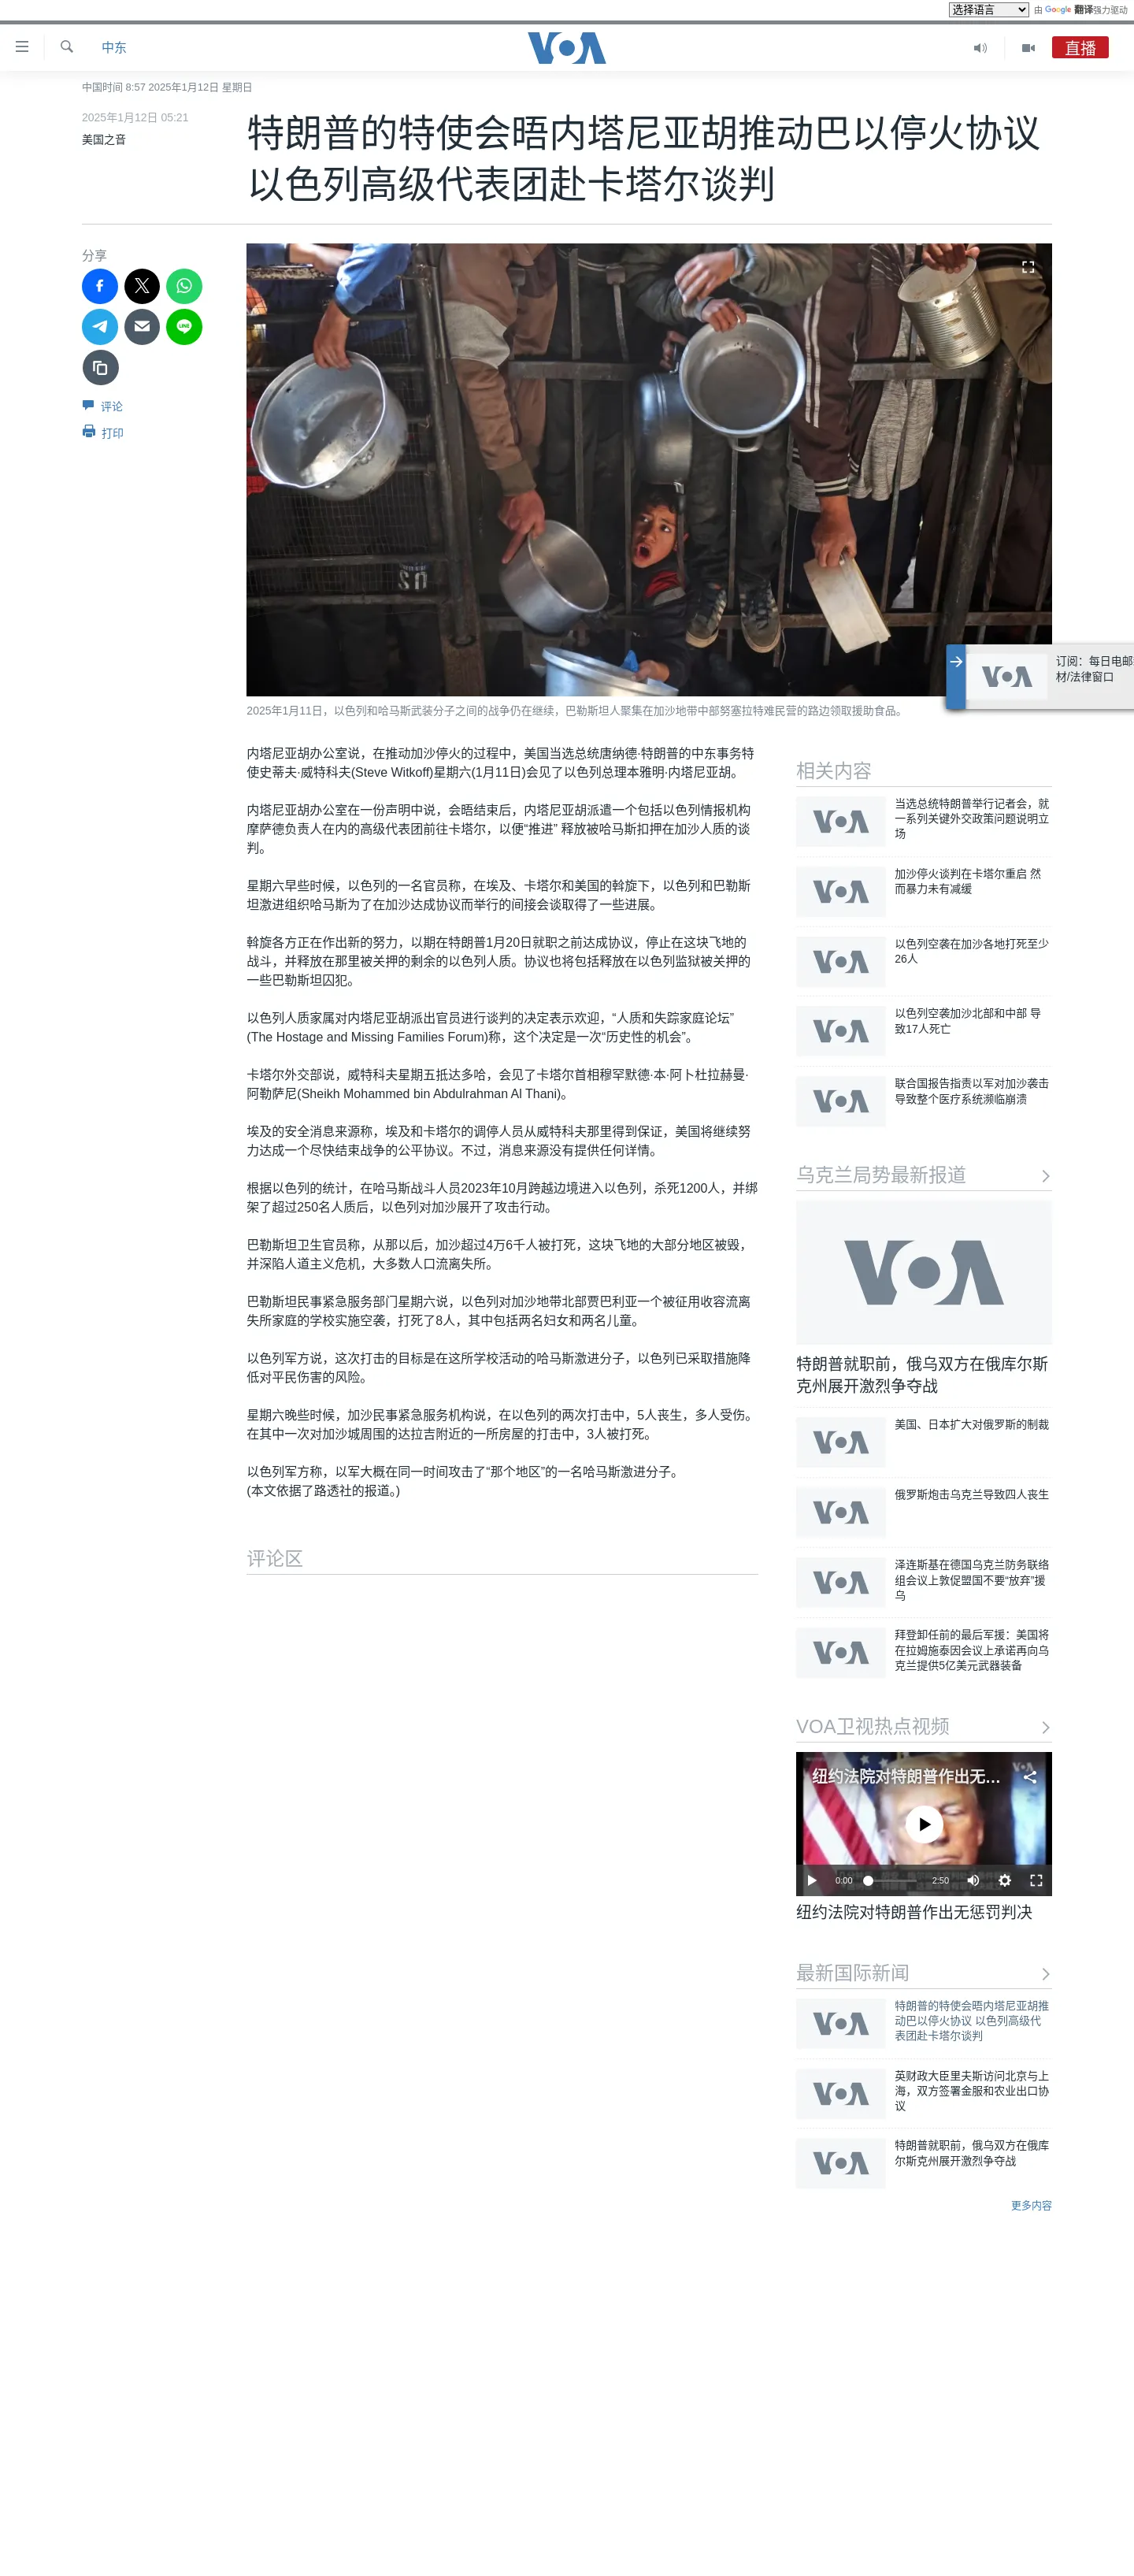 选择语言
由 Google 翻译强力驱动
中东
VOA
直播
中国时间 8:57 2025年1月12日 星期日
2025年1月12日 05:21
美国之音
特朗普的特使会晤内塔尼亚胡推动巴以停火协议
以色列高级代表团赴卡塔尔谈判
分享
评论
打印
订阅：每日电邮
材/法律窗口
VOA
2025年1月11日，以色列和哈马斯武装分子之间的战争仍在继续，巴勒斯坦人聚集在加沙地带中部努塞拉特难民营的路边领取援助食品。
内塔尼亚胡办公室说，在推动加沙停火的过程中，美国当选总统唐纳德·特朗普的中东事务特
使史蒂夫·威特科夫(Steve Witkoff)星期六(1月11日)会见了以色列总理本雅明·内塔尼亚胡。
内塔尼亚胡办公室在一份声明中说，会晤结束后，内塔尼亚胡派遣一个包括以色列情报机构
摩萨德负责人在内的高级代表团前往卡塔尔，以便“推进” 释放被哈马斯扣押在加沙人质的谈
判。
星期六早些时候，以色列的一名官员称，在埃及、卡塔尔和美国的斡旋下，以色列和巴勒斯
坦激进组织哈马斯为了在加沙达成协议而举行的间接会谈取得了一些进展。
斡旋各方正在作出新的努力，以期在特朗普1月20日就职之前达成协议，停止在这块飞地的
战斗，并释放在那里被关押的剩余的以色列人质。协议也将包括释放在以色列监狱被关押的
一些巴勒斯坦囚犯。
以色列人质家属对内塔尼亚胡派出官员进行谈判的决定表示欢迎，“人质和失踪家庭论坛”
(The Hostage and Missing Families Forum)称，这个决定是一次“历史性的机会”。
卡塔尔外交部说，威特科夫星期五抵达多哈，会见了卡塔尔首相穆罕默德·本·阿卜杜拉赫曼·
阿勒萨尼(Sheikh Mohammed bin Abdulrahman Al Thani)。
埃及的安全消息来源称，埃及和卡塔尔的调停人员从威特科夫那里得到保证，美国将继续努
力达成一个尽快结束战争的公平协议。不过，消息来源没有提供任何详情。
根据以色列的统计，在哈马斯战斗人员2023年10月跨越边境进入以色列，杀死1200人，并绑
架了超过250名人质后，以色列对加沙展开了攻击行动。
巴勒斯坦卫生官员称，从那以后，加沙超过4万6千人被打死，这块飞地的大部分地区被毁，
并深陷人道主义危机，大多数人口流离失所。
巴勒斯坦民事紧急服务部门星期六说，以色列对加沙地带北部贾巴利亚一个被征用收容流离
失所家庭的学校实施空袭，打死了8人，其中包括两名妇女和两名儿童。
以色列军方说，这次打击的目标是在这所学校活动的哈马斯激进分子，以色列已采取措施降
低对平民伤害的风险。
星期六晚些时候，加沙民事紧急服务机构说，在以色列的两次打击中，5人丧生，多人受伤。
在其中一次对加沙城周围的达拉吉附近的一所房屋的打击中，3人被打死。
以色列军方称，以军大概在同一时间攻击了“那个地区”的一名哈马斯激进分子。
(本文依据了路透社的报道。)
评论区
相关内容
VOA
当选总统特朗普举行记者会，就
一系列关键外交政策问题说明立
场
VOA
加沙停火谈判在卡塔尔重启 然
而暴力未有减缓
VOA
以色列空袭在加沙各地打死至少
26人
VOA
以色列空袭加沙北部和中部 导
致17人死亡
VOA
联合国报告指责以军对加沙袭击
导致整个医疗系统濒临崩溃
乌克兰局势最新报道
VOA
特朗普就职前，俄乌双方在俄库尔斯
克州展开激烈争夺战
VOA
美国、日本扩大对俄罗斯的制裁
VOA
俄罗斯炮击乌克兰导致四人丧生
VOA
泽连斯基在德国乌克兰防务联络
组会议上敦促盟国不要“放弃”援
乌
VOA
拜登卸任前的最后军援：美国将
在拉姆施泰因会议上承诺再向乌
克兰提供5亿美元武器装备
VOA卫视热点视频
纽约法院对特朗普作出无…
VOA
0:00
2:50
纽约法院对特朗普作出无惩罚判决
最新国际新闻
VOA
特朗普的特使会晤内塔尼亚胡推
动巴以停火协议 以色列高级代
表团赴卡塔尔谈判
VOA
英财政大臣里夫斯访问北京与上
海，双方签署金服和农业出口协
议
VOA
特朗普就职前，俄乌双方在俄库
尔斯克州展开激烈争夺战
更多内容